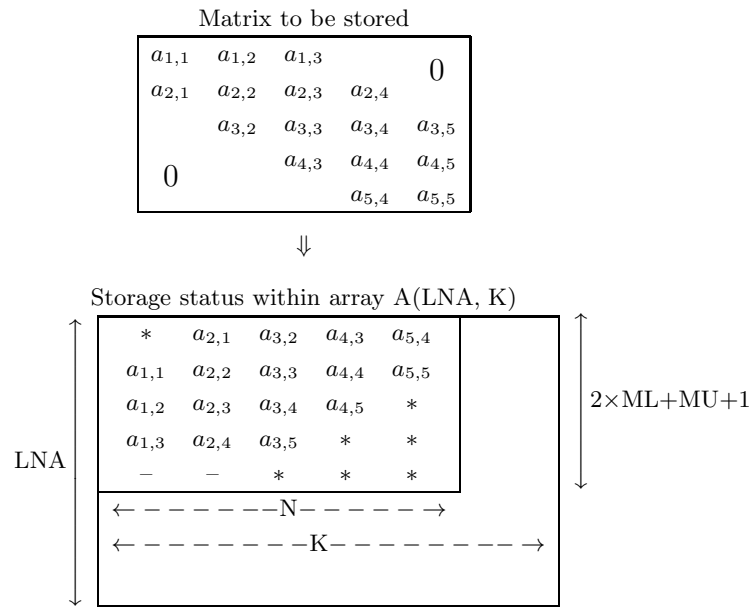 Matrix to be stored
a1,1 a1,2 a1,3 0
a2,1 a2,2 a2,3 a2,4
a3,2 a3,3 a3,4 a3,5
0 a4,3 a4,4 a4,5
a5,4 a5,5
⇓
Storage status within array A(LNA, K)
* a2,1 a3,2 a4,3 a5,4
a1,1 a2,2 a3,3 a4,4 a5,5
a1,2 a2,3 a3,4 a4,5 *
2×ML+MU+1
a1,3 a2,4 a3,5 * *
LNA
– – * * *
N
K